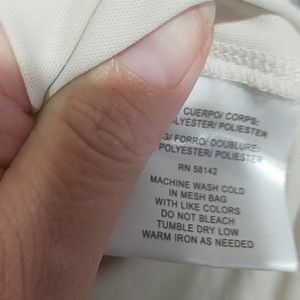 CUERPO/ CORPS:
POLYESTER/ POLIESTER
/ FORRO/ DOUBLURE:
POLYESTER/ POLIESTER
RN 58142
MACHINE WASH COLD
IN MESH BAG
WITH LIKE COLORS
DO NOT BLEACH
TUMBLE DRY LOW
WARM IRON AS NEEDED